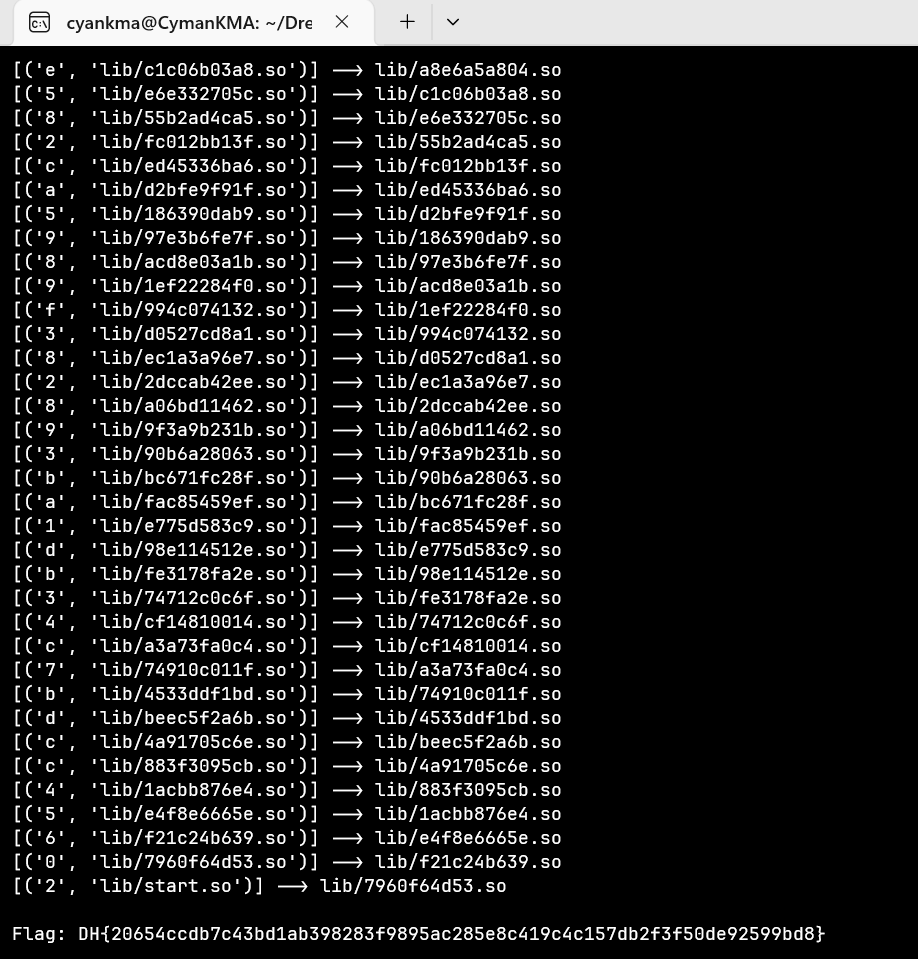 cyankma@CymanKMA: ~/Dre
[('e', 'lib/c1c06b03a8.so')] ⟶ lib/a8e6a5a804.so
[('5', 'lib/e6e332705c.so')] ⟶ lib/c1c06b03a8.so
[('8', 'lib/55b2ad4ca5.so')] ⟶ lib/e6e332705c.so
[('2', 'lib/fc012bb13f.so')] ⟶ lib/55b2ad4ca5.so
[('c', 'lib/ed45336ba6.so')] ⟶ lib/fc012bb13f.so
[('a', 'lib/d2bfe9f91f.so')] ⟶ lib/ed45336ba6.so
[('5', 'lib/186390dab9.so')] ⟶ lib/d2bfe9f91f.so
[('9', 'lib/97e3b6fe7f.so')] ⟶ lib/186390dab9.so
[('8', 'lib/acd8e03a1b.so')] ⟶ lib/97e3b6fe7f.so
[('9', 'lib/1ef22284f0.so')] ⟶ lib/acd8e03a1b.so
[('f', 'lib/994c074132.so')] ⟶ lib/1ef22284f0.so
[('3', 'lib/d0527cd8a1.so')] ⟶ lib/994c074132.so
[('8', 'lib/ec1a3a96e7.so')] ⟶ lib/d0527cd8a1.so
[('2', 'lib/2dccab42ee.so')] ⟶ lib/ec1a3a96e7.so
[('8', 'lib/a06bd11462.so')] ⟶ lib/2dccab42ee.so
[('9', 'lib/9f3a9b231b.so')] ⟶ lib/a06bd11462.so
[('3', 'lib/90b6a28063.so')] ⟶ lib/9f3a9b231b.so
[('b', 'lib/bc671fc28f.so')] ⟶ lib/90b6a28063.so
[('a', 'lib/fac85459ef.so')] ⟶ lib/bc671fc28f.so
[('1', 'lib/e775d583c9.so')] ⟶ lib/fac85459ef.so
[('d', 'lib/98e114512e.so')] ⟶ lib/e775d583c9.so
[('b', 'lib/fe3178fa2e.so')] ⟶ lib/98e114512e.so
[('3', 'lib/74712c0c6f.so')] ⟶ lib/fe3178fa2e.so
[('4', 'lib/cf14810014.so')] ⟶ lib/74712c0c6f.so
[('c', 'lib/a3a73fa0c4.so')] ⟶ lib/cf14810014.so
[('7', 'lib/74910c011f.so')] ⟶ lib/a3a73fa0c4.so
[('b', 'lib/4533ddf1bd.so')] ⟶ lib/74910c011f.so
[('d', 'lib/beec5f2a6b.so')] ⟶ lib/4533ddf1bd.so
[('c', 'lib/4a91705c6e.so')] ⟶ lib/beec5f2a6b.so
[('c', 'lib/883f3095cb.so')] ⟶ lib/4a91705c6e.so
[('4', 'lib/1acbb876e4.so')] ⟶ lib/883f3095cb.so
[('5', 'lib/e4f8e6665e.so')] ⟶ lib/1acbb876e4.so
[('6', 'lib/f21c24b639.so')] ⟶ lib/e4f8e6665e.so
[('0', 'lib/7960f64d53.so')] ⟶ lib/f21c24b639.so
[('2', 'lib/start.so')] ⟶ lib/7960f64d53.so
Flag: DH{20654ccdb7c43bd1ab398283f9895ac285e8c419c4c157db2f3f50de92599bd8}